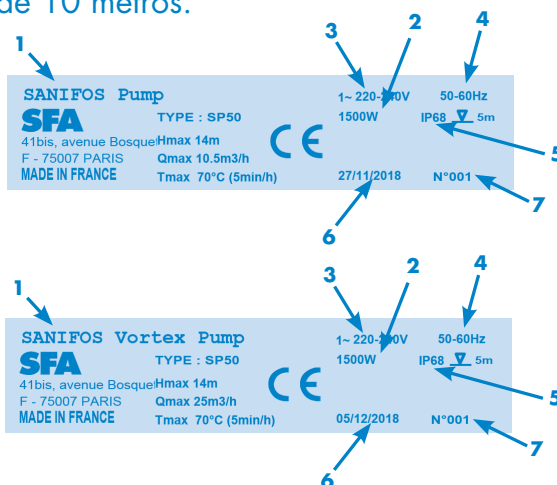 de 10 metros.
1 3 2 4
SANIFOS Pump 1~ 220-240V 50-60Hz
SFA TYPE : SP50 CE 1500W IP68 5m
41bis, avenue Bosquet Hmax 14m 5
F - 75007 PARIS Qmax 10.5m3/h
MADE IN FRANCE Tmax 70°C (5min/h) 27/11/2018 N°001
6 7
1 3 2 4
SANIFOS Vortex Pump 1~ 220-240V 50-60Hz
SFA TYPE : SP50 CE 1500W IP68 5m
41bis, avenue Bosquet Hmax 14m 5
F - 75007 PARIS Qmax 25m3/h
MADE IN FRANCE Tmax 70°C (5min/h) 05/12/2018 N°001
6 7